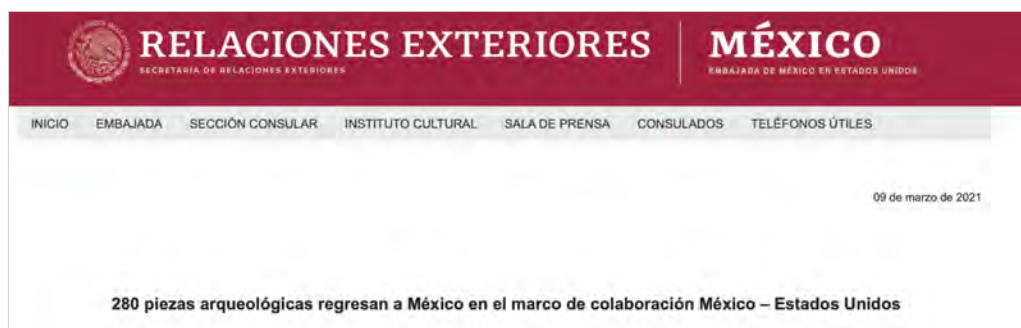 RELACIONES EXTERIORES
SECRETARÍA DE RELACIONES EXTERIORES
MÉXICO
EMBAJADA DE MÉXICO EN ESTADOS UNIDOS
INICIO EMBAJADA SECCIÓN CONSULAR INSTITUTO CULTURAL SALA DE PRENSA CONSULADOS TELÉFONOS ÚTILES
09 de marzo de 2021
280 piezas arqueológicas regresan a México en el marco de colaboración México – Estados Unidos